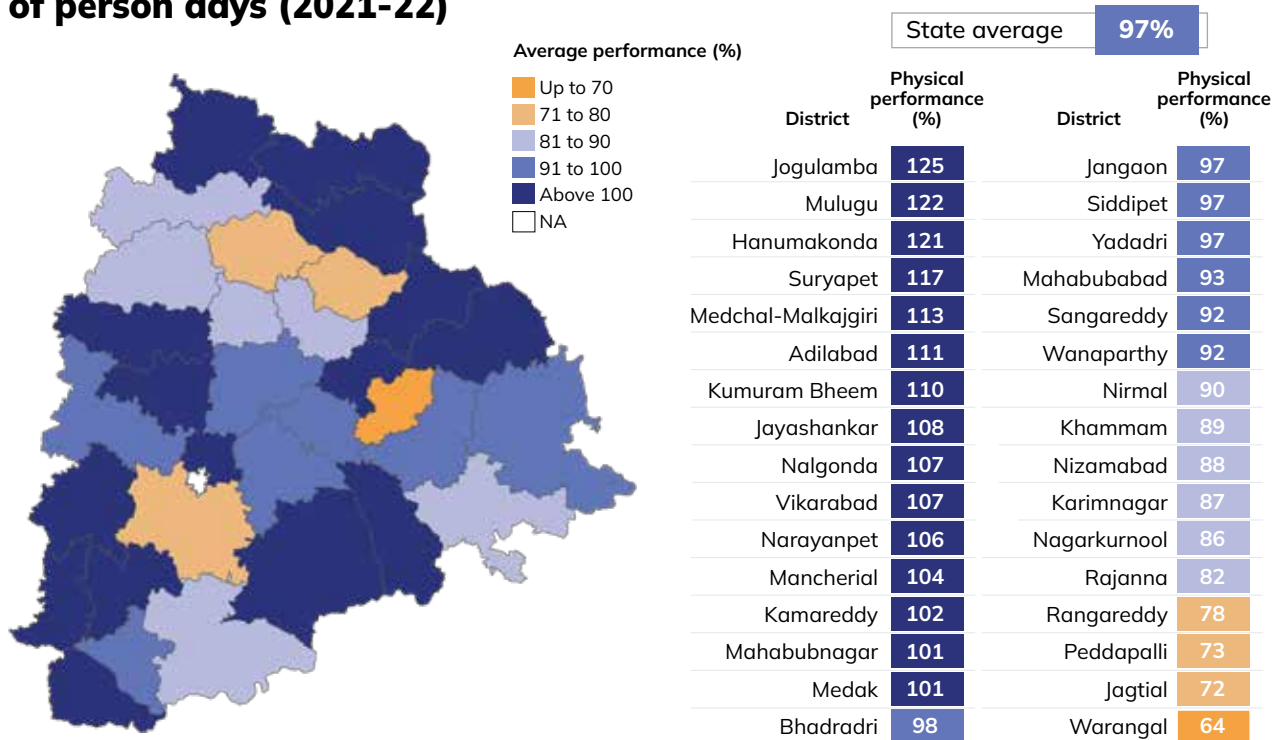 of person days (2021-22)
State average 97%
Average performance (%)
Up to 70
71 to 80
81 to 90
91 to 100
Above 100
NA
District Physical performance (%)
Jogulamba 125
Mulugu 122
Hanumakonda 121
Suryapet 117
Medchal-Malkajgiri 113
Adilabad 111
Kumuram Bheem 110
Jayashankar 108
Nalgonda 107
Vikarabad 107
Narayanpet 106
Mancherial 104
Kamareddy 102
Mahabubnagar 101
Medak 101
Bhadradri 98
District Physical performance (%)
Jangaon 97
Siddipet 97
Yadadri 97
Mahabubabad 93
Sangareddy 92
Wanaparthy 92
Nirmal 90
Khammam 89
Nizamabad 88
Karimnagar 87
Nagarkurnool 86
Rajanna 82
Rangareddy 78
Peddapalli 73
Jagtial 72
Warangal 64